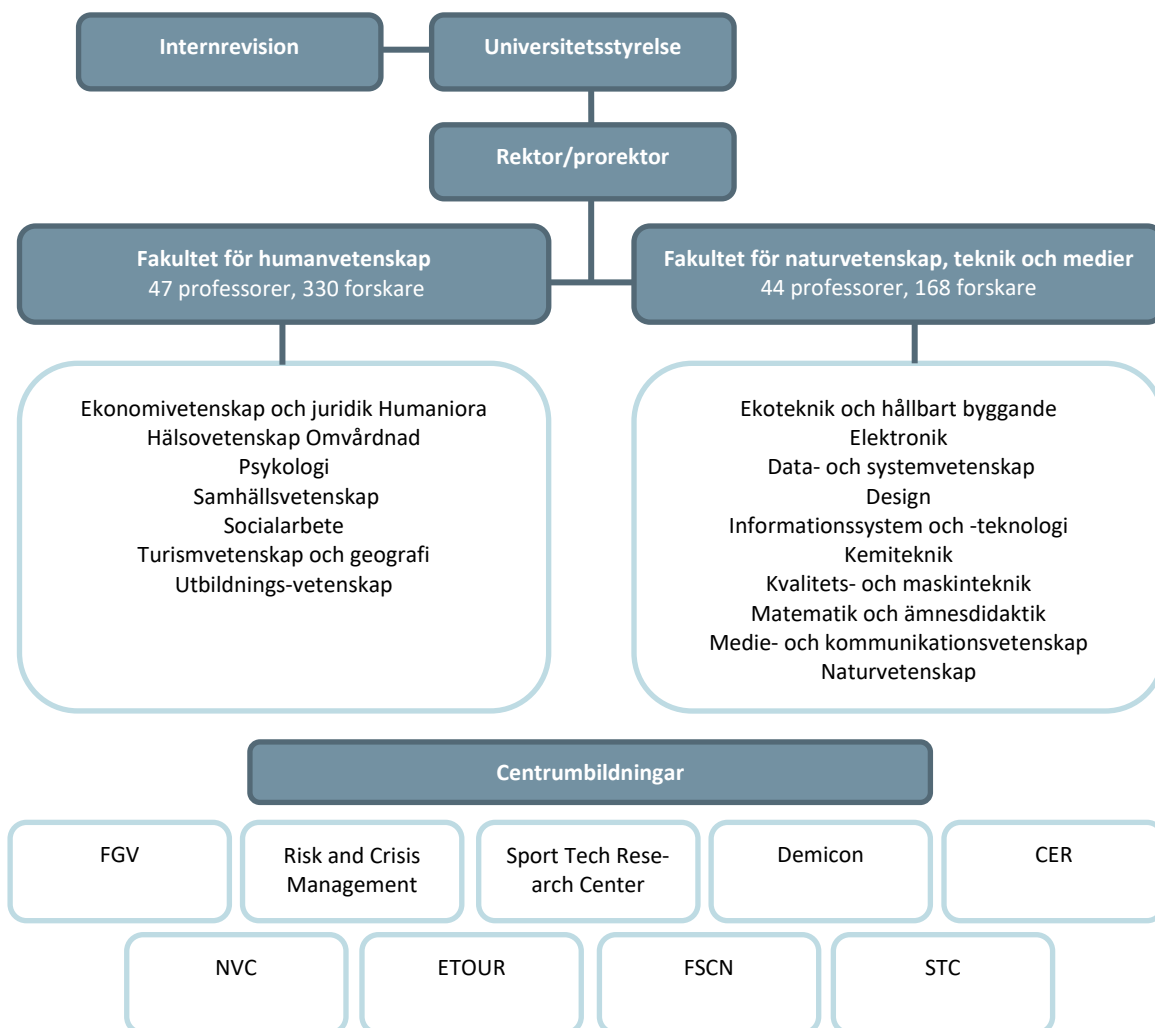 Internrevision
Universitetsstyrelse
Rektor/prorektor
Fakultet för humanvetenskap
47 professorer, 330 forskare
Fakultet för naturvetenskap, teknik och medier
44 professorer, 168 forskare
Ekonomivetenskap och juridik Humaniora
Hälsovetenskap Omvårdnad
Psykologi
Samhällsvetenskap
Socialarbete
Turismvetenskap och geografi
Utbildnings-vetenskap
Ekoteknik och hållbart byggande
Elektronik
Data- och systemvetenskap
Design
Informationssystem och -teknologi
Kemiteknik
Kvalitets- och maskinteknik
Matematik och ämnesdidaktik
Medie- och kommunikationsvetenskap
Naturvetenskap
Centrumbildningar
FGV
Risk and Crisis
Management
Sport Tech Rese-
arch Center
Demicon
CER
NVC
ETOUR
FSCN
STC